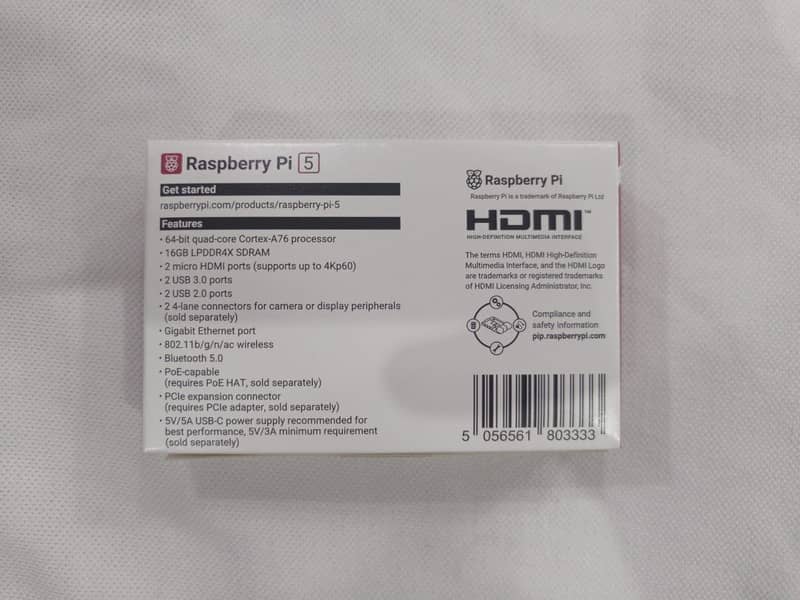 Raspberry Pi 5
Get started
raspberrypi.com/products/raspberry-pi-5
Features
• 64-bit quad-core Cortex-A76 processor
• 16GB LPDDR4X SDRAM
• 2 micro HDMI ports (supports up to 4Kp60)
• 2 USB 3.0 ports
• 2 USB 2.0 ports
• 2 4-lane connectors for camera or display peripherals
(sold separately)
• Gigabit Ethernet port
• 802.11b/g/n/ac wireless
• Bluetooth 5.0
• PoE-capable
(requires PoE HAT, sold separately)
• PCIe expansion connector
(requires PCIe adapter, sold separately)
• 5V/5A USB-C power supply recommended for
best performance, 5V/3A minimum requirement
(sold separately)
Raspberry Pi
Raspberry Pi is a trademark of Raspberry Pi Ltd
HDMI™
HIGH-DEFINITION MULTIMEDIA INTERFACE
The terms HDMI, HDMI High-Definition
Multimedia Interface, and the HDMI Logo
are trademarks or registered trademarks
of HDMI Licensing Administrator, Inc.
Compliance and
safety information
pip.raspberrypi.com
5 056561 803333